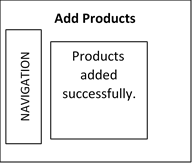 Add Products
NAVIGATION
Products
added
successfully.